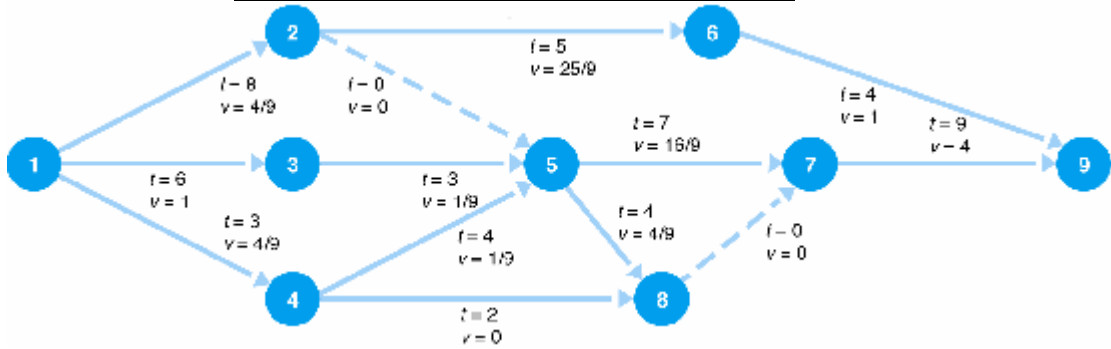 2
6
t = 5
v = 25/9
t = 8
v = 4/9
t = 0
v = 0
t = 4
v = 1
t = 7
v = 16/9
t = 9
v = 4
1
3
5
7
9
t = 6
v = 1
t = 3
v = 1/9
t = 3
v = 4/9
t = 4
v = 4/9
t = 4
v = 1/9
t = 0
v = 0
4
8
t = 2
v = 0